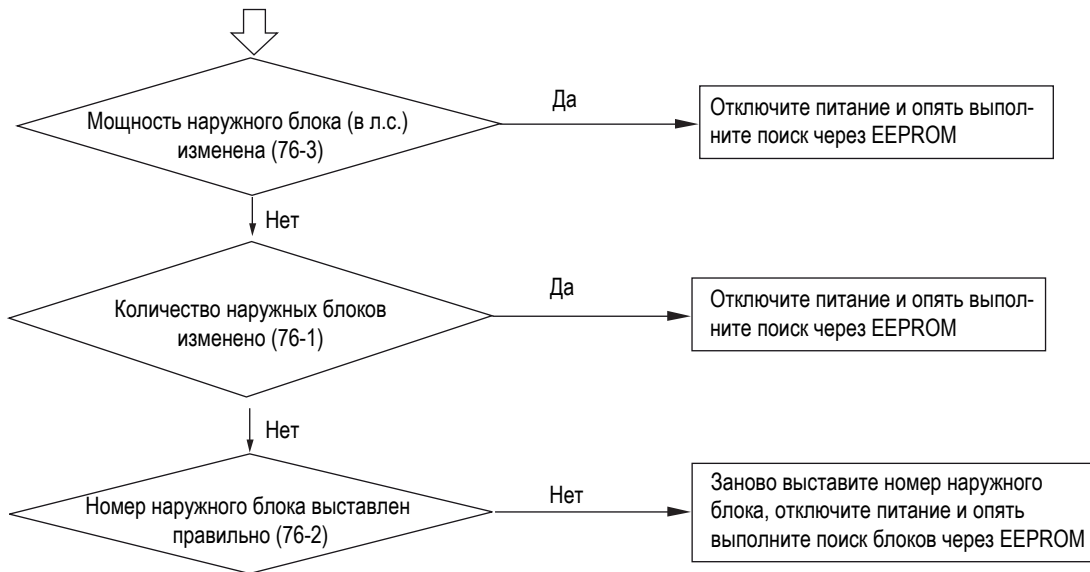 Мощность наружного блока (в л.с.)
изменена (76-3)
Да
Отключите питание и опять выпол-
ните поиск через EEPROM
Нет
Количество наружных блоков
изменено (76-1)
Да
Отключите питание и опять выпол-
ните поиск через EEPROM
Нет
Номер наружного блока выставлен
правильно (76-2)
Нет
Заново выставите номер наружного
блока, отключите питание и опять
выполните поиск блоков через EEPROM